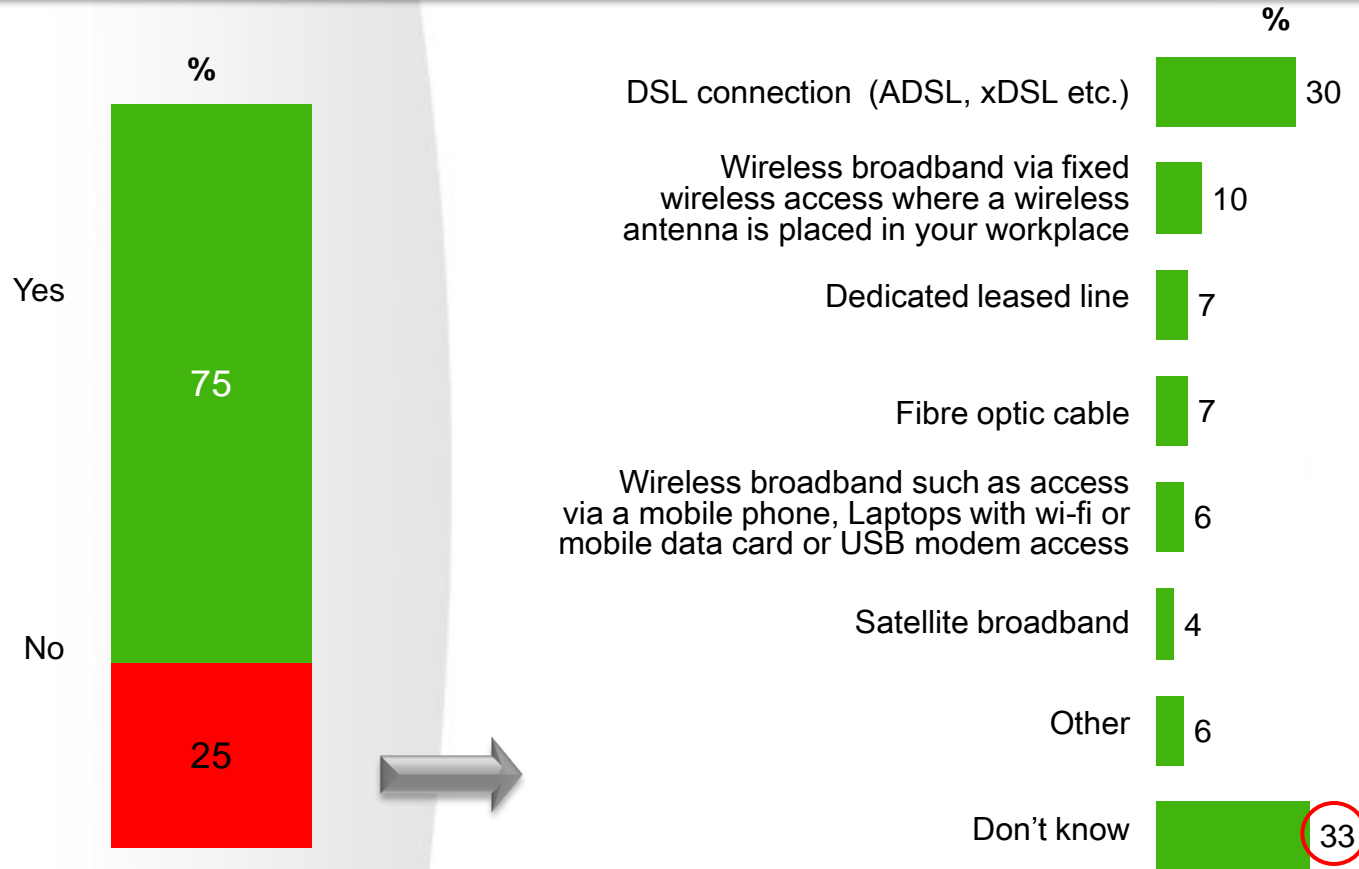 %
Yes
75
No
25
%
DSL connection  (ADSL, xDSL etc.)
30
Wireless broadband via fixed
wireless access where a wireless
antenna is placed in your workplace
10
Dedicated leased line
7
Fibre optic cable
7
Wireless broadband such as access
via a mobile phone, Laptops with wi-fi or
mobile data card or USB modem access
6
Satellite broadband
4
Other
6
Don’t know
33